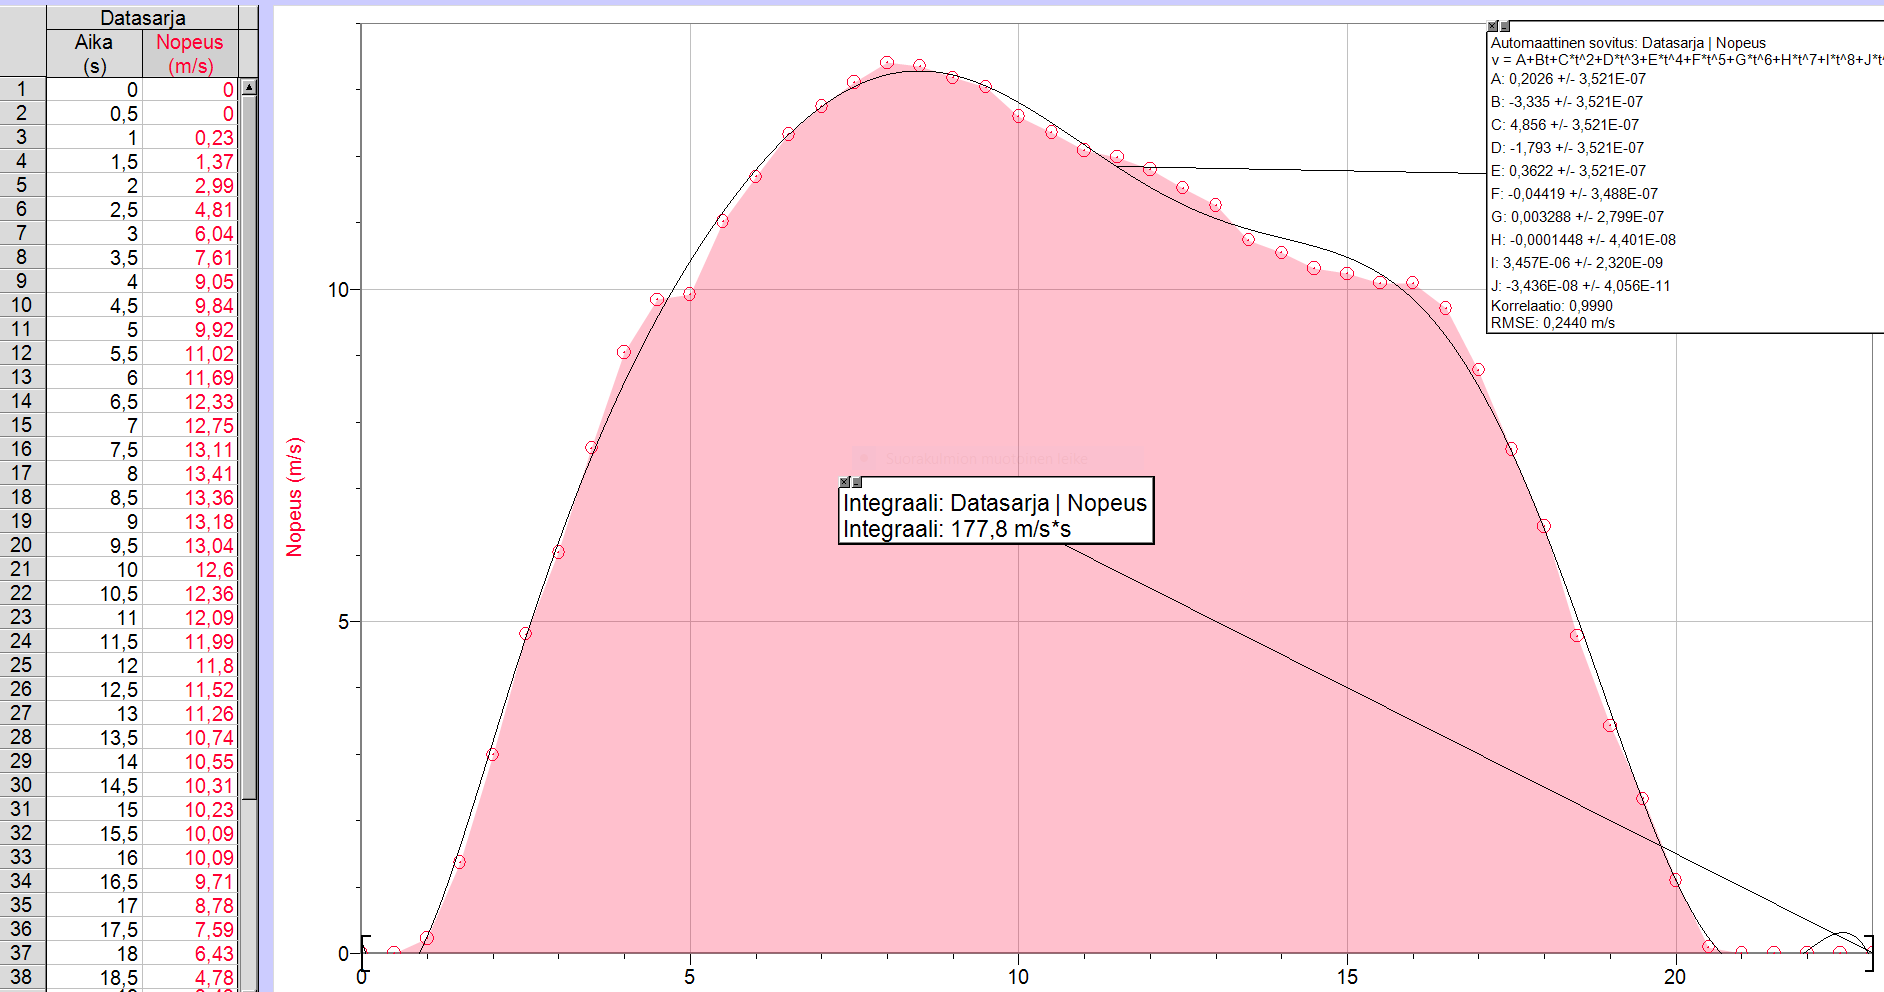 Datasarja
Aika Nopeus
(s) (m/s)
1 0 0
2 0,5 0
3 1 0,23
4 1,5 1,37
5 2 2,99
6 2,5 4,81
7 3 6,04
8 3,5 7,61
9 4 9,05
10 4,5 9,84
11 5 9,92
12 5,5 11,02
13 6 11,69
14 6,5 12,33
15 7 12,75
16 7,5 13,11
17 8 13,41
18 8,5 13,36
19 9 13,18
20 9,5 13,04
21 10 12,6
22 10,5 12,36
23 11 12,09
24 11,5 11,99
25 12 11,8
26 12,5 11,52
27 13 11,26
28 13,5 10,74
29 14 10,55
30 14,5 10,31
31 15 10,23
32 15,5 10,09
33 16 10,09
34 16,5 9,71
35 17 8,78
36 17,5 7,59
37 18 6,43
38 18,5 4,78
Nopeus (m/s)
10
5
0
0 5 10 15 20
Suorakulmion muotoinen leike
Integraali: Datasarja | Nopeus
Integraali: 177,8 m/s*s
Automaattinen sovitus: Datasarja | Nopeus
v = A+Bt+C*t^2+D*t^3+E*t^4+F*t^5+G*t^6+H*t^7+I*t^8+J*t^
A: 0,2026 +/- 3,521E-07
B: -3,335 +/- 3,521E-07
C: 4,856 +/- 3,521E-07
D: -1,793 +/- 3,521E-07
E: 0,3622 +/- 3,521E-07
F: -0,04419 +/- 3,488E-07
G: 0,003288 +/- 2,799E-07
H: -0,0001448 +/- 4,401E-08
I: 3,457E-06 +/- 2,320E-09
J: -3,436E-08 +/- 4,056E-11
Korrelaatio: 0,9990
RMSE: 0,2440 m/s